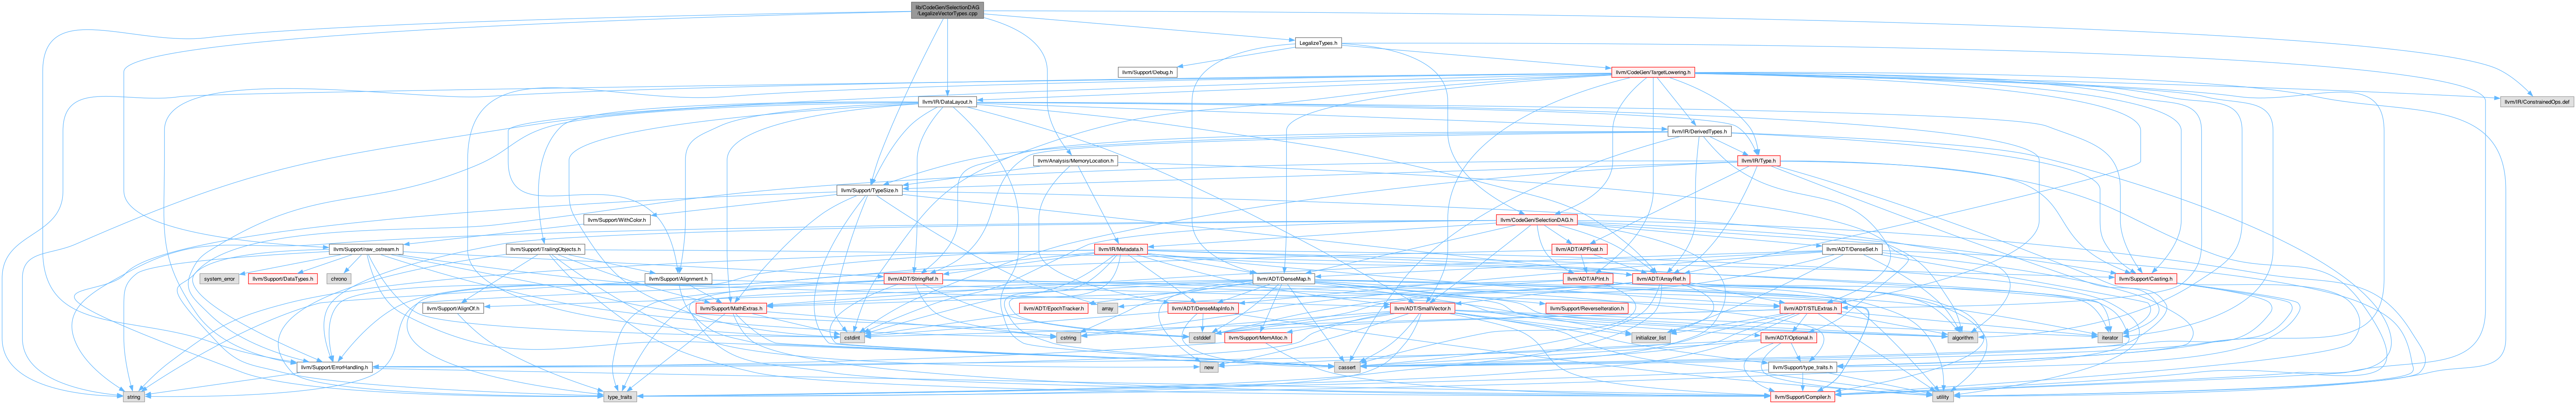 lib/CodeGen/SelectionDAG
/LegalizeVectorTypes.cpp
LegalizeTypes.h
llvm/Support/Debug.h
llvm/CodeGen/TargetLowering.h
llvm/IR/DataLayout.h
llvm/IR/ConstrainedOps.def
llvm/IR/DerivedTypes.h
llvm/Analysis/MemoryLocation.h
llvm/IR/Type.h
llvm/Support/TypeSize.h
llvm/Support/WithColor.h
llvm/CodeGen/SelectionDAG.h
llvm/Support/raw_ostream.h
llvm/Support/TrailingObjects.h
llvm/IR/Metadata.h
llvm/ADT/APFloat.h
llvm/ADT/DenseSet.h
system_error
llvm/Support/DataTypes.h
chrono
llvm/Support/Alignment.h
llvm/ADT/StringRef.h
llvm/ADT/DenseMap.h
llvm/ADT/APInt.h
llvm/ADT/ArrayRef.h
llvm/Support/Casting.h
llvm/Support/AlignOf.h
llvm/Support/MathExtras.h
llvm/ADT/EpochTracker.h
array
llvm/ADT/DenseMapInfo.h
llvm/ADT/SmallVector.h
llvm/Support/ReverseIteration.h
llvm/ADT/STLExtras.h
cstdint
cstring
cstddef
llvm/Support/MemAlloc.h
initializer_list
llvm/ADT/Optional.h
algorithm
iterator
llvm/Support/ErrorHandling.h
new
cassert
llvm/Support/type_traits.h
string
type_traits
llvm/Support/Compiler.h
utility